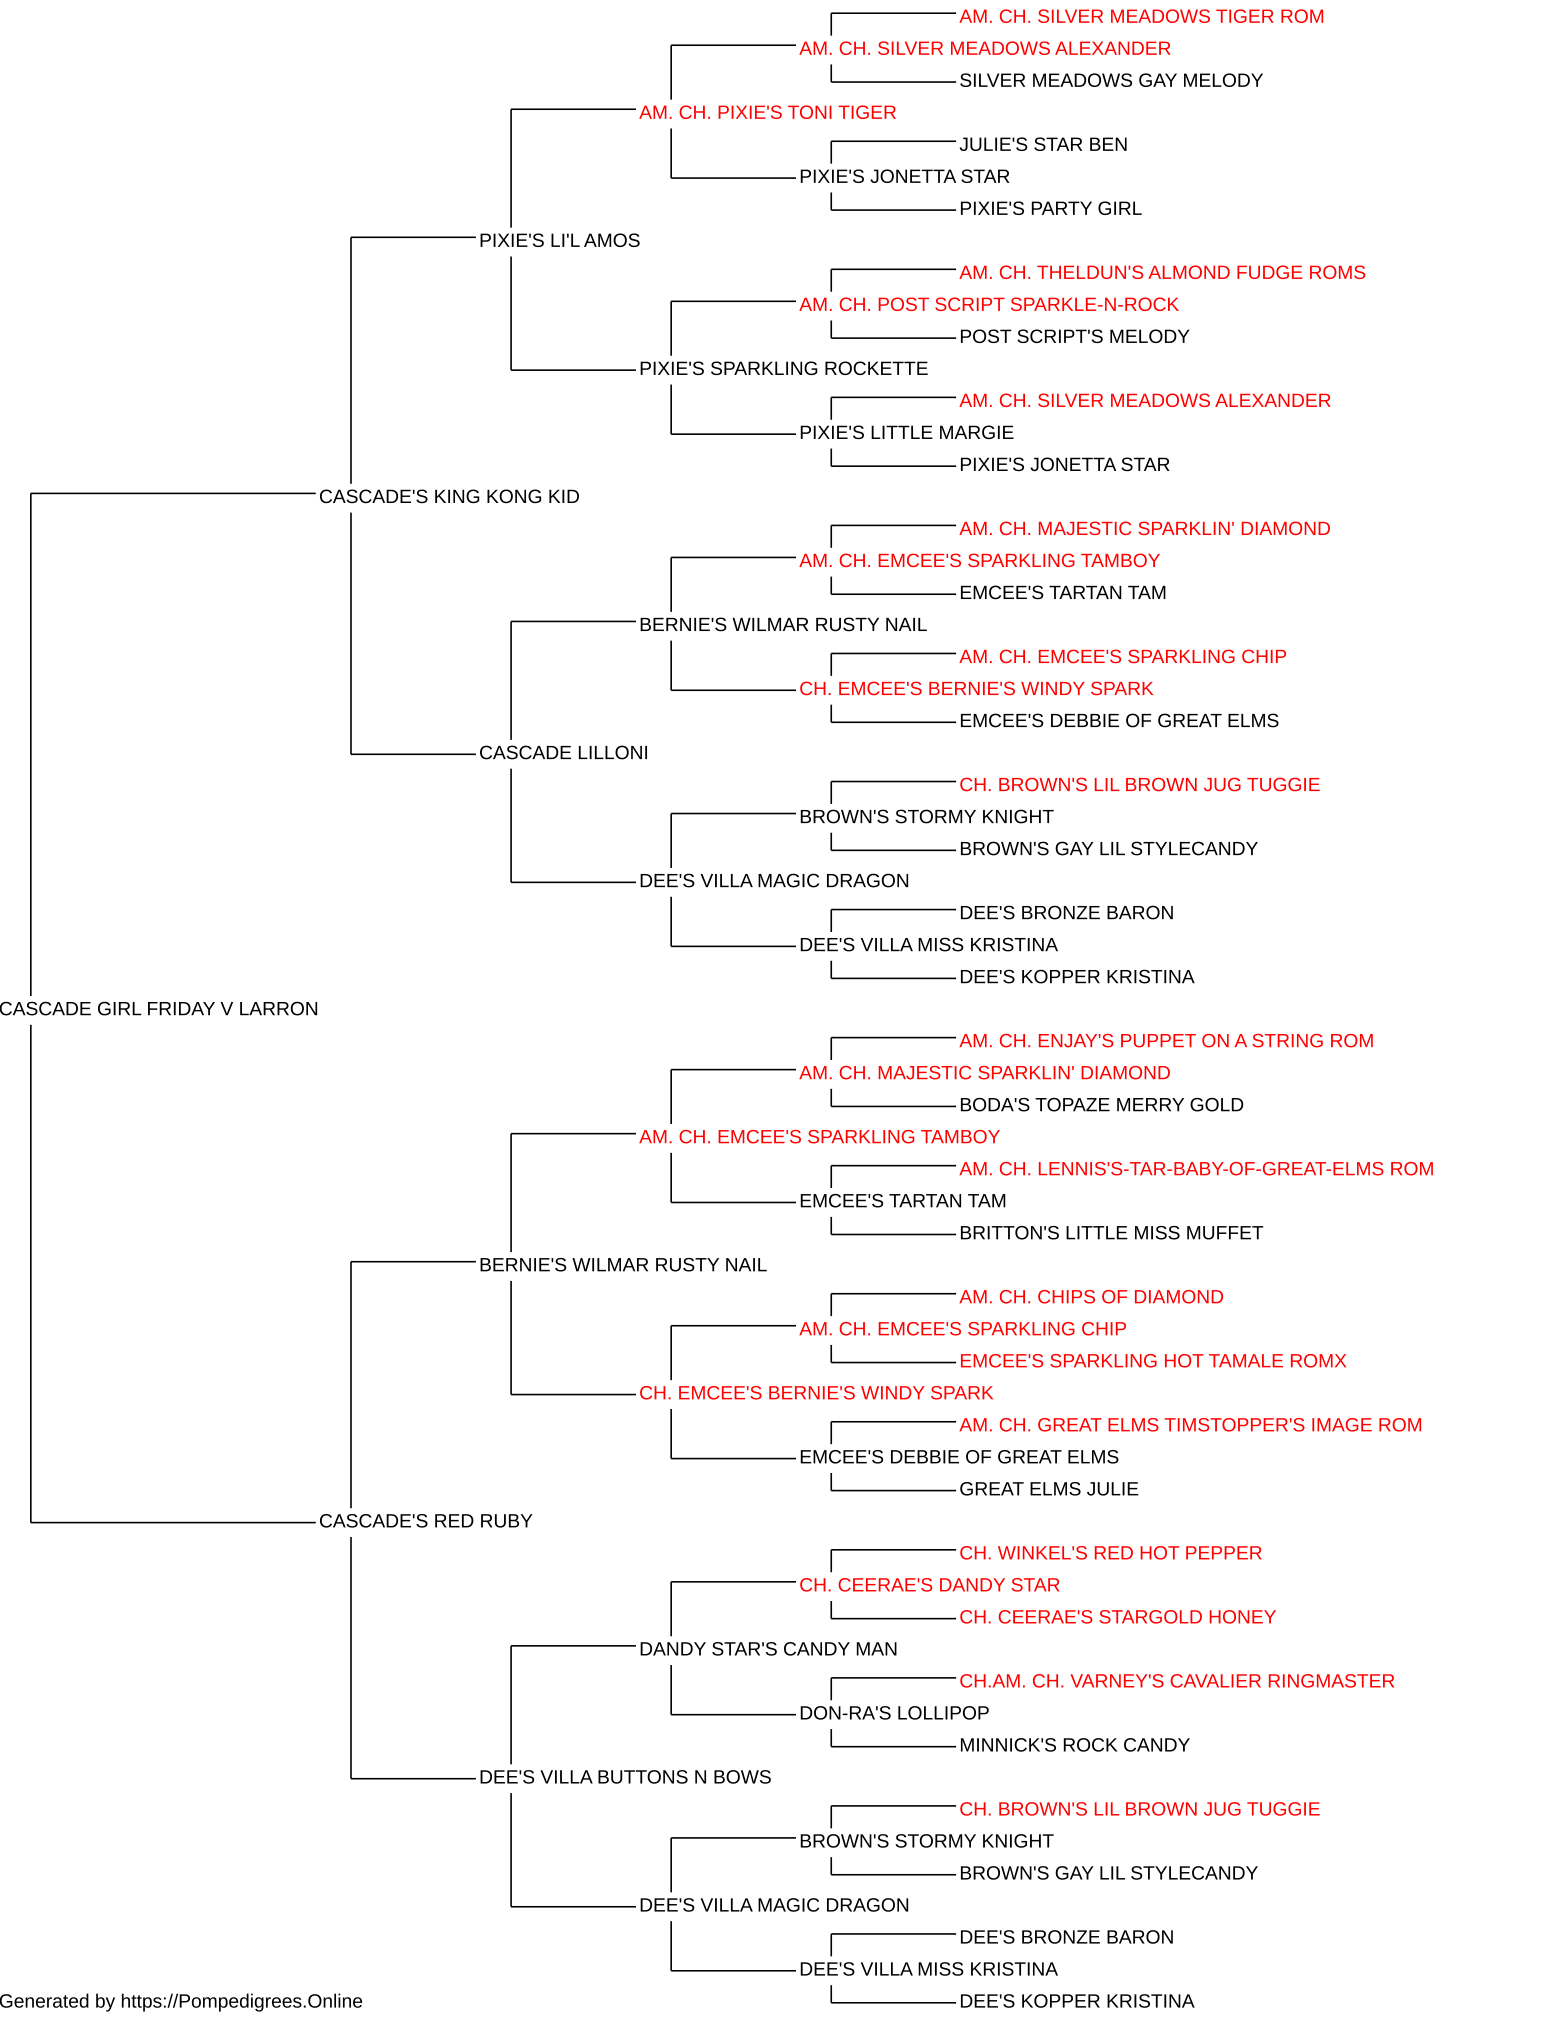 AM. CH. SILVER MEADOWS TIGER ROM
AM. CH. SILVER MEADOWS ALEXANDER
SILVER MEADOWS GAY MELODY
AM. CH. PIXIE'S TONI TIGER
JULIE'S STAR BEN
PIXIE'S JONETTA STAR
PIXIE'S PARTY GIRL
PIXIE'S LI'L AMOS
AM. CH. THELDUN'S ALMOND FUDGE ROMS
AM. CH. POST SCRIPT SPARKLE-N-ROCK
POST SCRIPT'S MELODY
PIXIE'S SPARKLING ROCKETTE
AM. CH. SILVER MEADOWS ALEXANDER
PIXIE'S LITTLE MARGIE
PIXIE'S JONETTA STAR
CASCADE'S KING KONG KID
AM. CH. MAJESTIC SPARKLIN' DIAMOND
AM. CH. EMCEE'S SPARKLING TAMBOY
EMCEE'S TARTAN TAM
BERNIE'S WILMAR RUSTY NAIL
AM. CH. EMCEE'S SPARKLING CHIP
CH. EMCEE'S BERNIE'S WINDY SPARK
EMCEE'S DEBBIE OF GREAT ELMS
CASCADE LILLONI
CH. BROWN'S LIL BROWN JUG TUGGIE
BROWN'S STORMY KNIGHT
BROWN'S GAY LIL STYLECANDY
DEE'S VILLA MAGIC DRAGON
DEE'S BRONZE BARON
DEE'S VILLA MISS KRISTINA
DEE'S KOPPER KRISTINA
CASCADE GIRL FRIDAY V LARRON
AM. CH. ENJAY'S PUPPET ON A STRING ROM
AM. CH. MAJESTIC SPARKLIN' DIAMOND
BODA'S TOPAZE MERRY GOLD
AM. CH. EMCEE'S SPARKLING TAMBOY
AM. CH. LENNIS'S-TAR-BABY-OF-GREAT-ELMS ROM
EMCEE'S TARTAN TAM
BRITTON'S LITTLE MISS MUFFET
BERNIE'S WILMAR RUSTY NAIL
AM. CH. CHIPS OF DIAMOND
AM. CH. EMCEE'S SPARKLING CHIP
EMCEE'S SPARKLING HOT TAMALE ROMX
CH. EMCEE'S BERNIE'S WINDY SPARK
AM. CH. GREAT ELMS TIMSTOPPER'S IMAGE ROM
EMCEE'S DEBBIE OF GREAT ELMS
GREAT ELMS JULIE
CASCADE'S RED RUBY
CH. WINKEL'S RED HOT PEPPER
CH. CEERAE'S DANDY STAR
CH. CEERAE'S STARGOLD HONEY
DANDY STAR'S CANDY MAN
CH.AM. CH. VARNEY'S CAVALIER RINGMASTER
DON-RA'S LOLLIPOP
MINNICK'S ROCK CANDY
DEE'S VILLA BUTTONS N BOWS
CH. BROWN'S LIL BROWN JUG TUGGIE
BROWN'S STORMY KNIGHT
BROWN'S GAY LIL STYLECANDY
DEE'S VILLA MAGIC DRAGON
DEE'S BRONZE BARON
DEE'S VILLA MISS KRISTINA
DEE'S KOPPER KRISTINA
Generated by https://Pompedigrees.Online